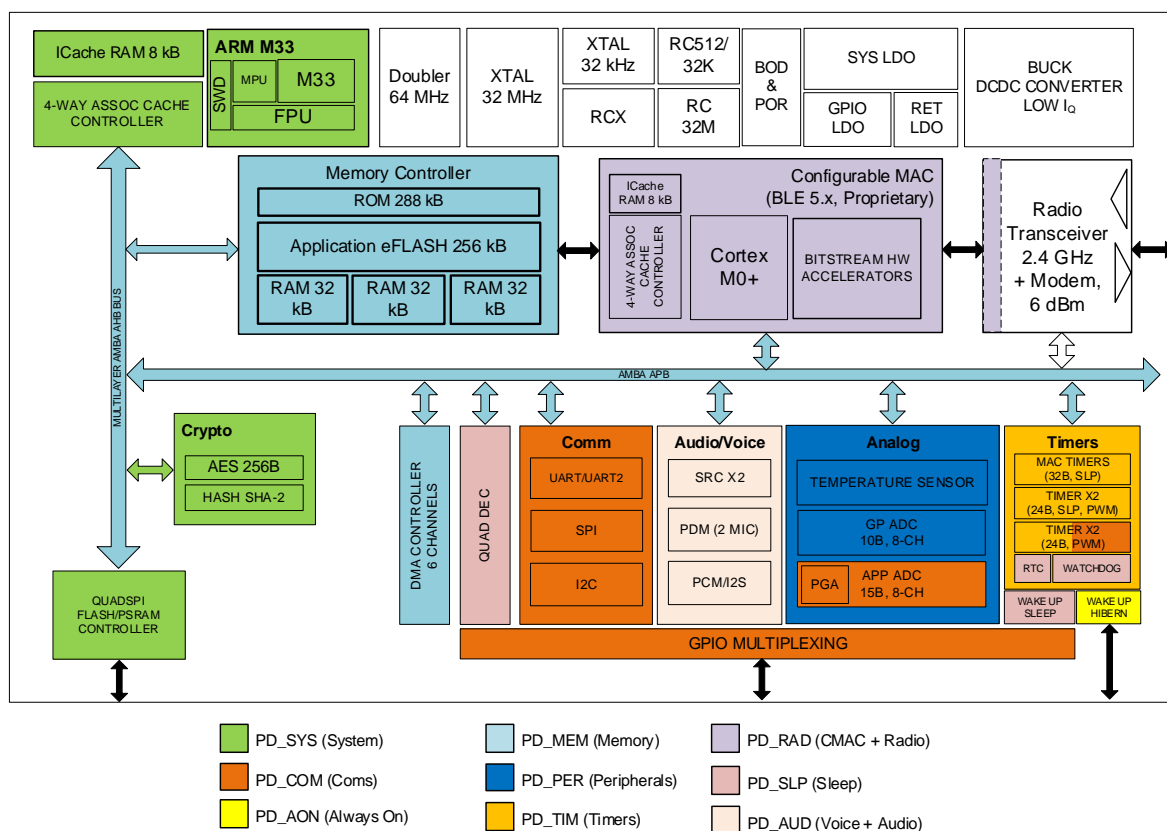 ICache RAM 8 kB
4-WAY ASSOC CACHE
CONTROLLER
ARM M33
SWD
MPU
M33
FPU
Doubler
64 MHz
XTAL
32 MHz
XTAL
32 kHz
RCX
RC512/
32K
RC
32M
BOD
&
POR
SYS LDO
GPIO
LDO
RET
LDO
BUCK
DCDC CONVERTER
LOW IQ
Memory Controller
ROM 288 kB
Application eFLASH 256 kB
RAM 32
kB
RAM 32
kB
RAM 32
kB
Configurable MAC
(BLE 5.x, Proprietary)
ICache
RAM 8 kB
4-WAY ASSOC
CACHE
CONTROLLER
Cortex
M0+
BITSTREAM HW
ACCELERATORS
Radio
Transceiver
2.4 GHz
+ Modem,
6 dBm
MULTILAYER AMBA AHB BUS
AMBA APB
Crypto
AES 256B
HASH SHA-2
QUADSPI
FLASH/PSRAM
CONTROLLER
DMA CONTROLLER
6 CHANNELS
QUAD DEC
Comm
UART/UART2
SPI
I2C
Audio/Voice
SRC X2
PDM (2 MIC)
PCM/I2S
Analog
TEMPERATURE SENSOR
GP ADC
10B, 8-CH
PGA
APP ADC
15B, 8-CH
Timers
MAC TIMERS
(32B, SLP)
TIMER X2
(24B, SLP, PWM)
TIMER X2
(24B, PWM)
RTC
WATCHDOG
WAKE UP
SLEEP
WAKE UP
HIBERN
GPIO MULTIPLEXING
PD_SYS (System)
PD_MEM (Memory)
PD_RAD (CMAC + Radio)
PD_COM (Coms)
PD_PER (Peripherals)
PD_SLP (Sleep)
PD_AON (Always On)
PD_TIM (Timers)
PD_AUD (Voice + Audio)